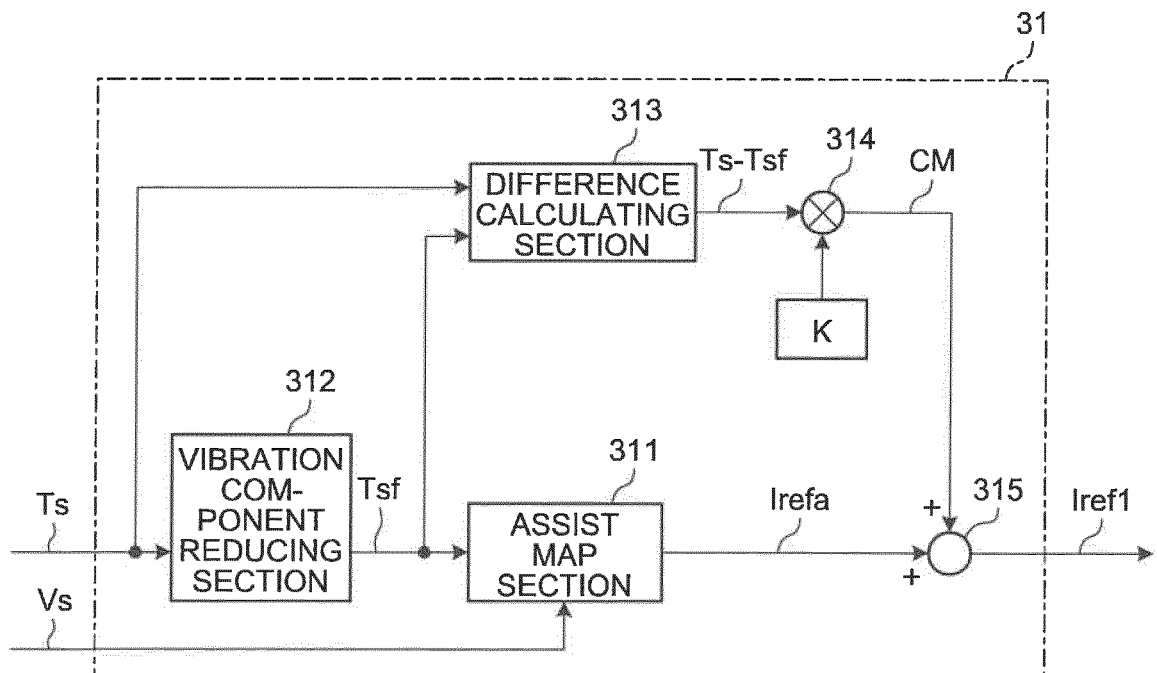 31
313
DIFFERENCE
CALCULATING
SECTION
Ts-Tsf
314
CM
K
312
VIBRATION
COM-
PONENT
REDUCING
SECTION
Ts
Tsf
311
ASSIST
MAP
SECTION
Irefa
+
+
315
Iref1
Vs